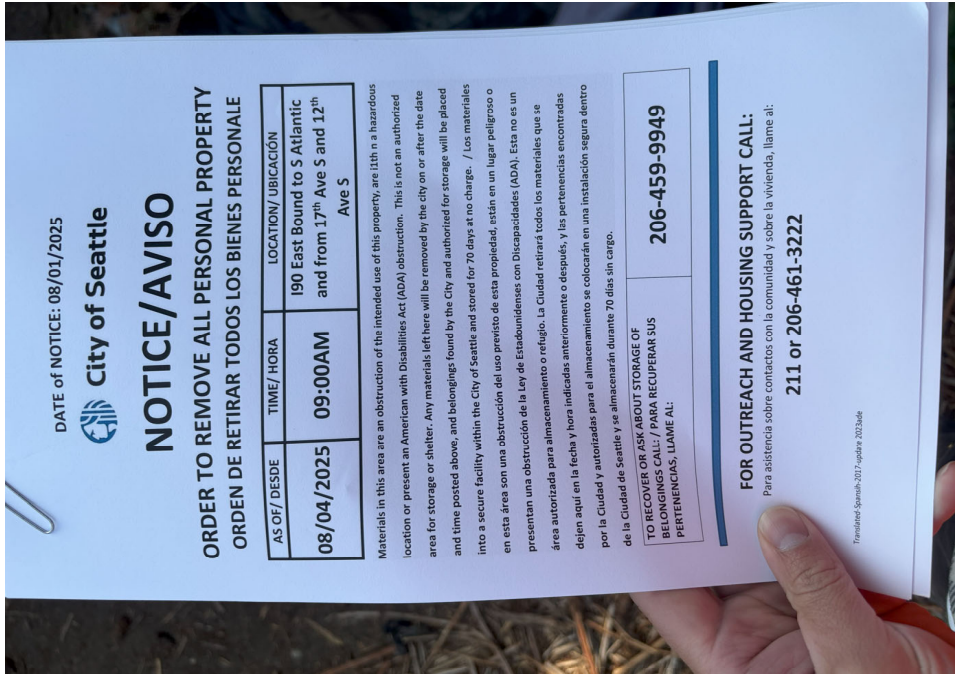 DATE of NOTICE: 08/01/2025
City of Seattle
NOTICE/AVISO
ORDER TO REMOVE ALL PERSONAL PROPERTY
ORDEN DE RETIRAR TODOS LOS BIENES PERSONALE
AS OF/ DESDE TIME/ HORA LOCATION/ UBICACIÓN
08/04/2025 09:00AM I90 East Bound to S Atlantic
and from 17th Ave S and 12th
Ave S
Materials in this area are an obstruction of the intended use of this property, are i1th n a hazardous
location or present an American with Disabilities Act (ADA) obstruction. This is not an authorized
area for storage or shelter. Any materials left here will be removed by the city on or after the date
and time posted above, and belongings found by the City and authorized for storage will be placed
into a secure facility within the City of Seattle and stored for 70 days at no charge. / Los materiales
en esta área son una obstrucción del uso previsto de esta propiedad, están en un lugar peligroso o
presentan una obstrucción de la Ley de Estadounidenses con Discapacidades (ADA). Esta no es un
área autorizada para almacenamiento o refugio. La Ciudad retirará todos los materiales que se
dejen aquí en la fecha y hora indicadas anteriormente o después, y las pertenencias encontradas
por la Ciudad y autorizadas para el almacenamiento se colocarán en una instalación segura dentro
de la Ciudad de Seattle y se almacenarán durante 70 días sin cargo.
TO RECOVER OR ASK ABOUT STORAGE OF
BELONGINGS CALL: / PARA RECUPERAR SUS
PERTENENCIAS, LLAME AL:
206-459-9949
FOR OUTREACH AND HOUSING SUPPORT CALL:
Para asistencia sobre contactos con la comunidad y sobre la vivienda, llame al:
211 or 206-461-3222
Translated-Spansih-2017-update 2023ade